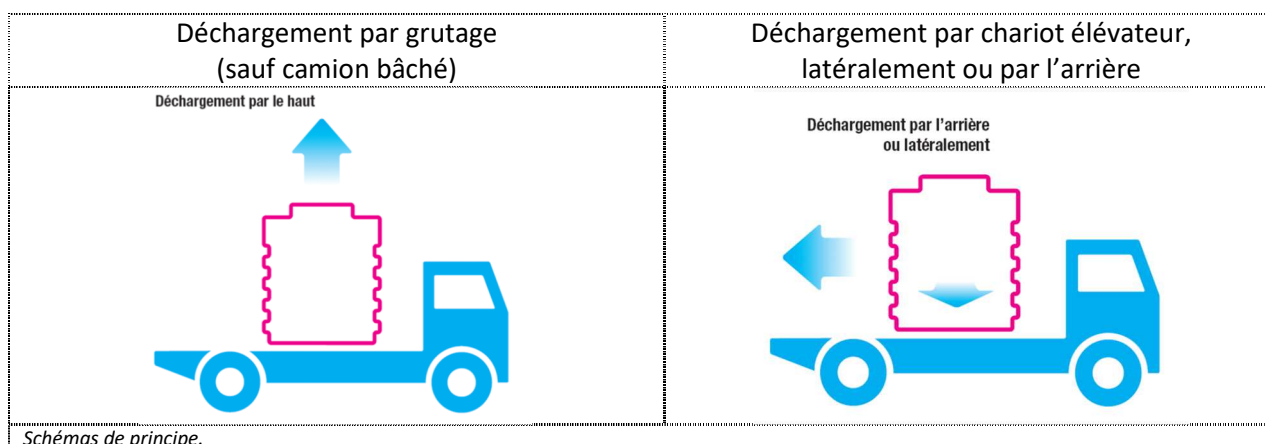 Déchargement par grutage
(sauf camion bâché)
Déchargement par le haut
Déchargement par chariot élévateur,
latéralement ou par l’arrière
Déchargement par l’arrière
ou latéralement
Schémas de principe.